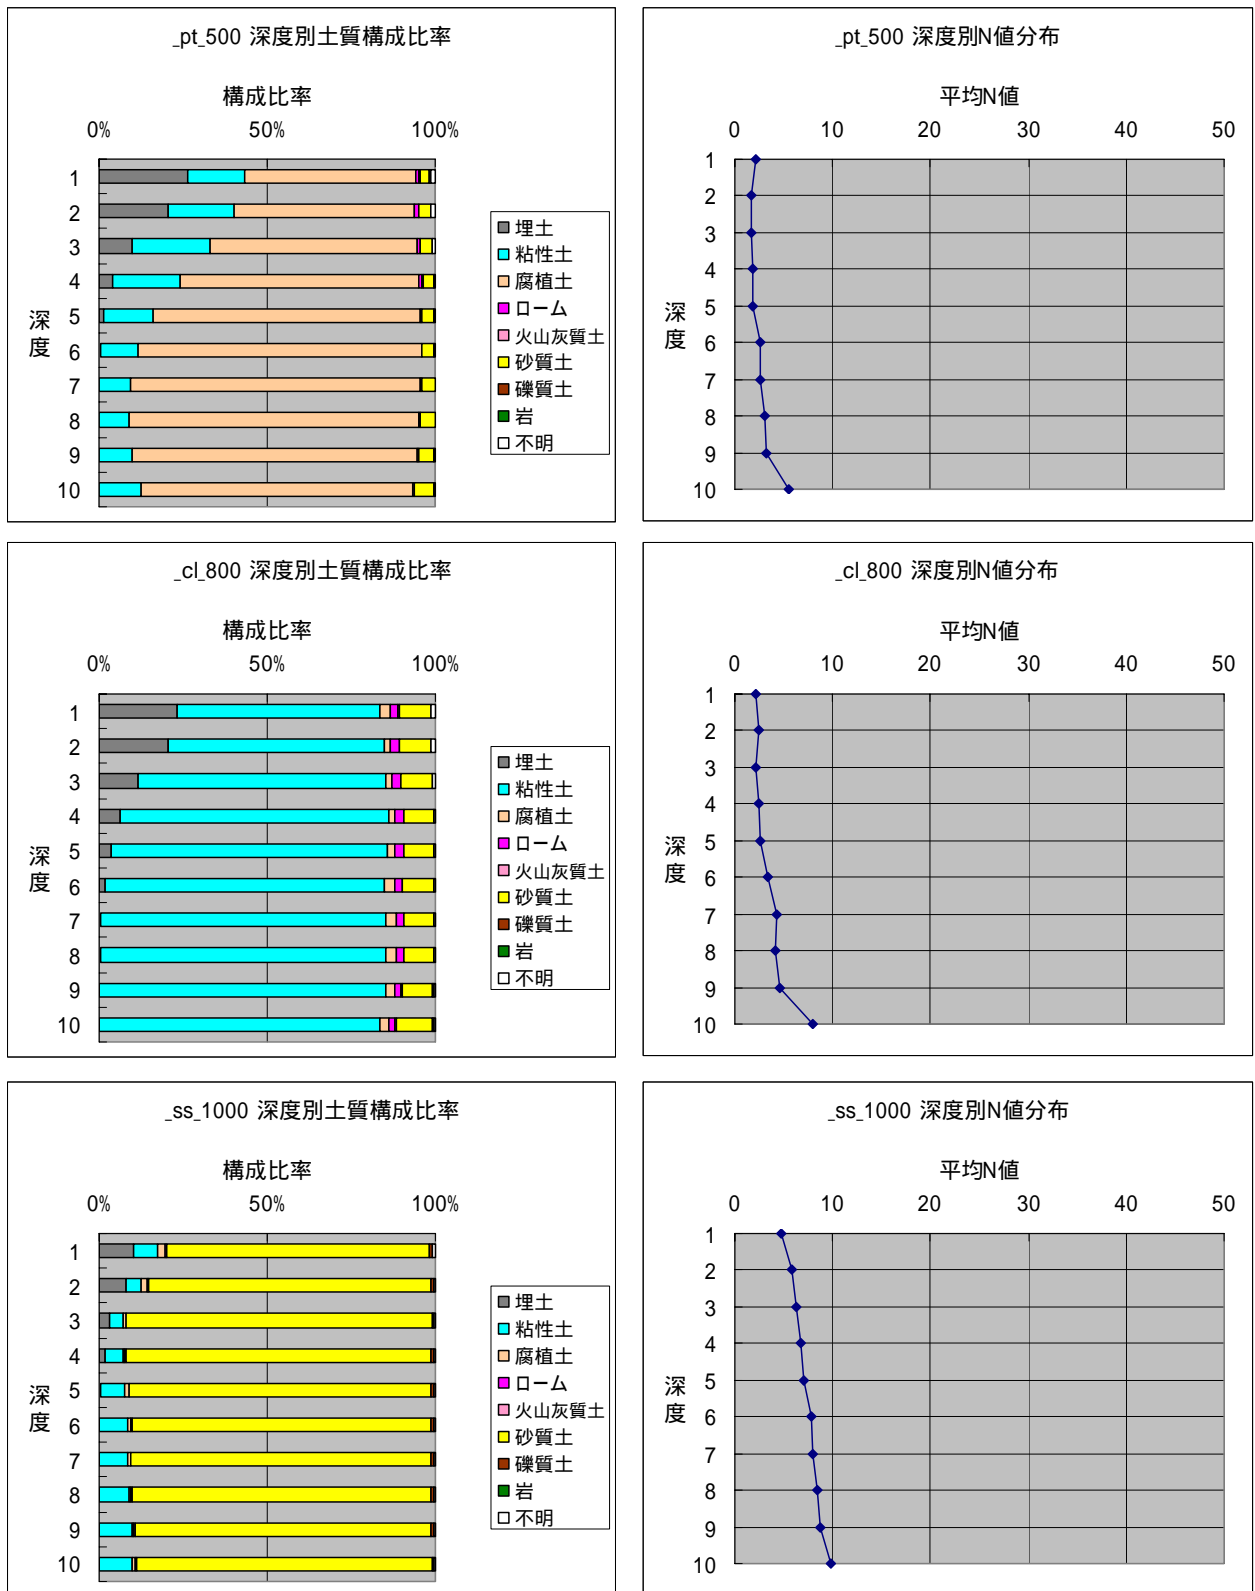 _pt_500 深度別土質構成比率
構成比率
0% 50% 100%
1
2
3
4
5
6
7
8
9
10
深度
埋土
粘性土
腐植土
ローム
火山灰質土
砂質土
礫質土
岩
不明
_pt_500 深度別N値分布
平均N値
0 10 20 30 40 50
1
2
3
4
5
6
7
8
9
10
深度
_cl_800 深度別土質構成比率
構成比率
0% 50% 100%
1
2
3
4
5
6
7
8
9
10
深度
埋土
粘性土
腐植土
ローム
火山灰質土
砂質土
礫質土
岩
不明
_cl_800 深度別N値分布
平均N値
0 10 20 30 40 50
1
2
3
4
5
6
7
8
9
10
深度
_ss_1000 深度別土質構成比率
構成比率
0% 50% 100%
1
2
3
4
5
6
7
8
9
10
深度
埋土
粘性土
腐植土
ローム
火山灰質土
砂質土
礫質土
岩
不明
_ss_1000 深度別N値分布
平均N値
0 10 20 30 40 50
1
2
3
4
5
6
7
8
9
10
深度